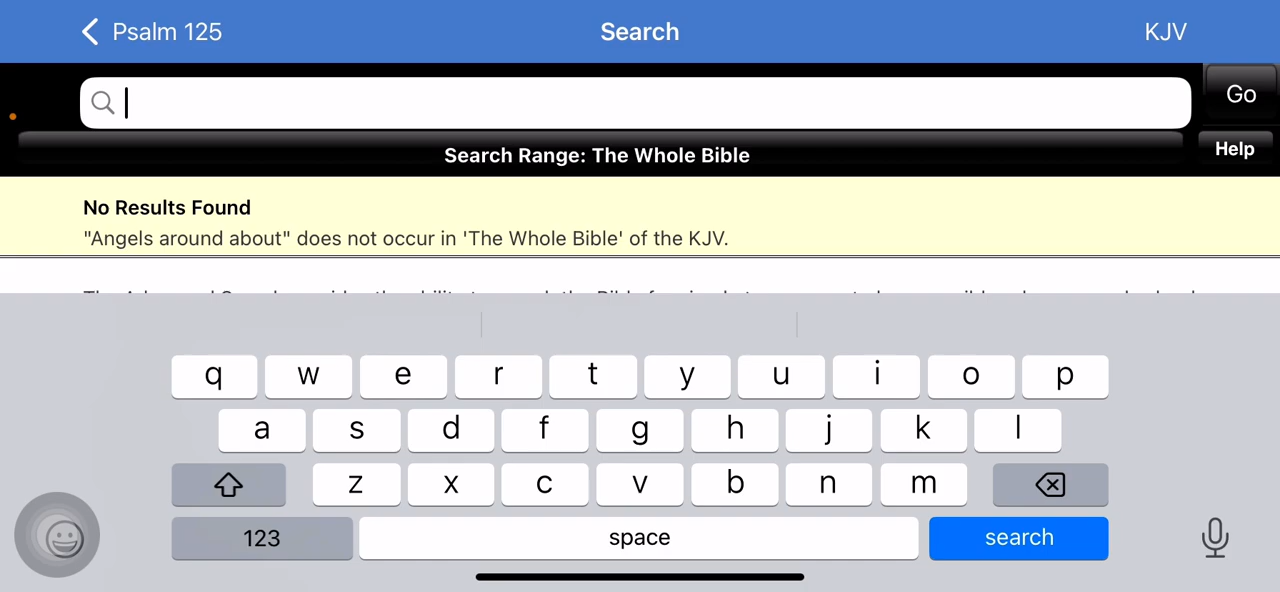 Psalm 125 Search KJV
Go
Search Range: The Whole Bible Help
No Results Found
"Angels around about" does not occur in 'The Whole Bible' of the KJV.
q w e r t y u i o p
a s d f g h j k l
z x c v b n m
123 space search